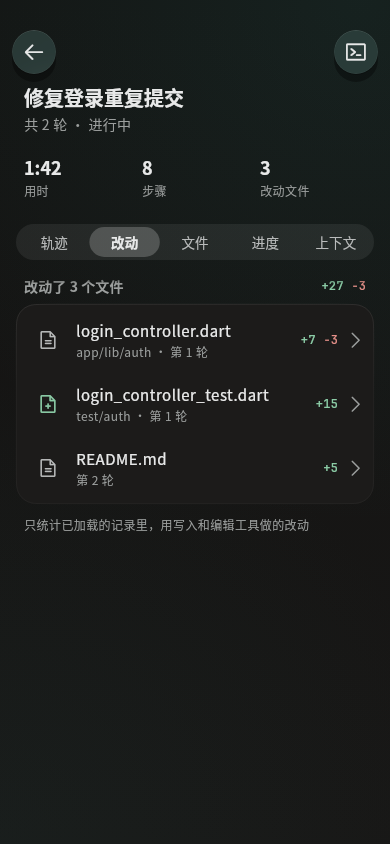 修复登录重复提交
共 2 轮 · 进行中
1:42 8 3
用时 步骤 改动文件
轨迹 改动 文件 进度 上下文
改动了 3 个文件 +27 -3
login_controller.dart +7 -3
app/lib/auth · 第 1 轮
login_controller_test.dart +15
test/auth · 第 1 轮
README.md +5
第 2 轮
只统计已加载的记录里，用写入和编辑工具做的改动